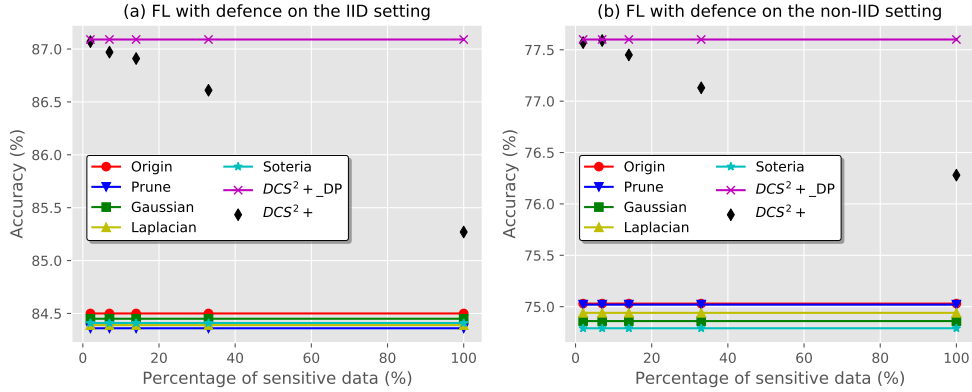 (a) FL with defence on the IID setting
87.0
86.5
86.0
85.5
85.0
84.5
Accuracy (%)
Origin
Prune
Gaussian
Laplacian
Soteria
DCS²+_DP
DCS²+
0
20
40
60
80
100
Percentage of sensitive data (%)
(b) FL with defence on the non-IID setting
77.5
77.0
76.5
76.0
75.5
75.0
Accuracy (%)
Origin
Prune
Gaussian
Laplacian
Soteria
DCS²+_DP
DCS²+
0
20
40
60
80
100
Percentage of sensitive data (%)